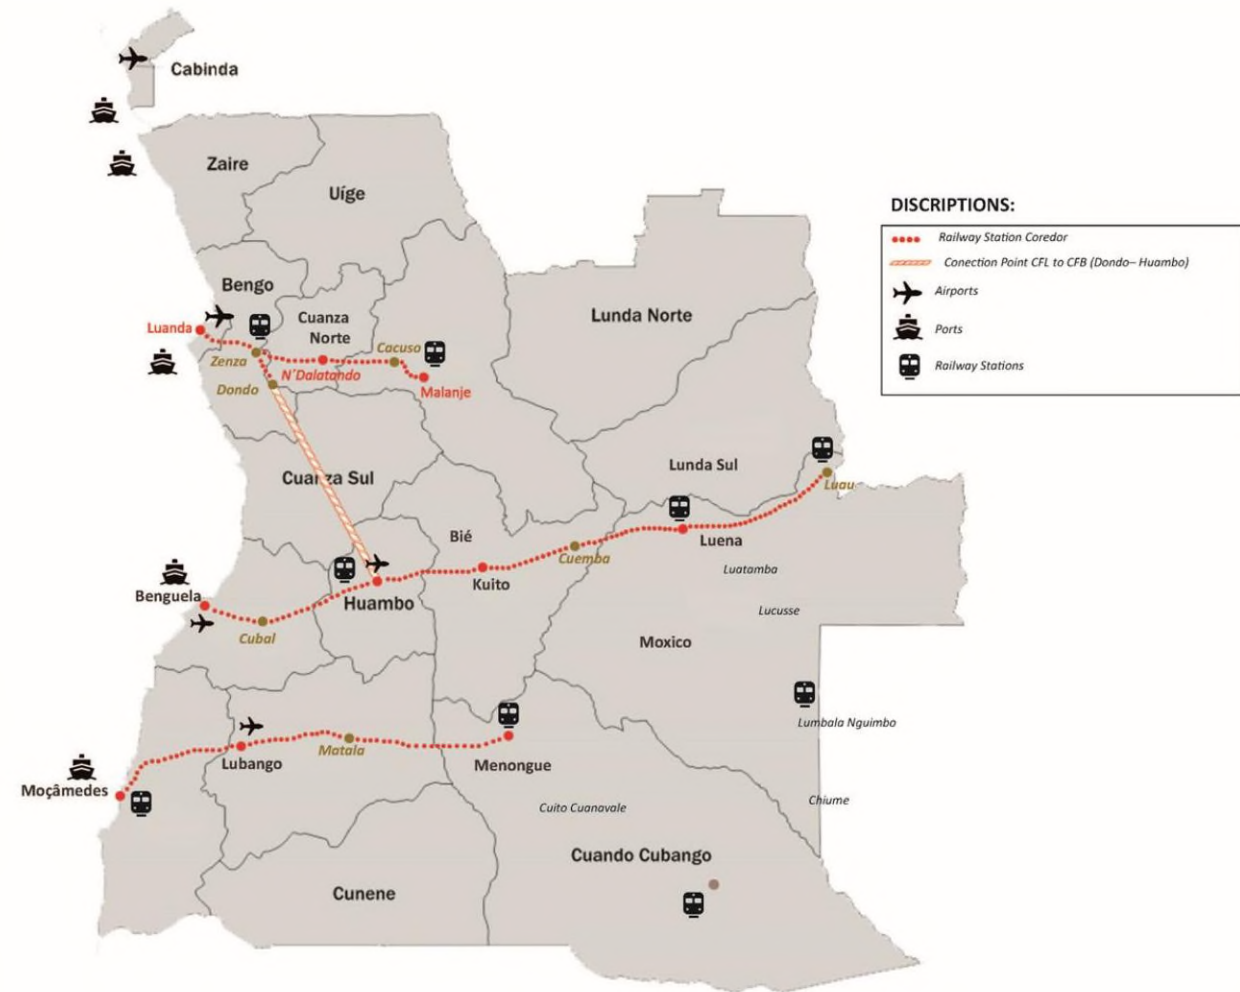 Cabinda
Zaire
Uíge
DISCRIPTIONS:
Railway Station Coredor
Conection Point CFL to CFB (Dondo– Huambo)
Airports
Ports
Railway Stations
Bengo
Cuanza
Norte
Lunda Norte
Luanda
Zenza
Cacuso
N´Dalatando
Dondo
Malanje
Cuanza Sul
Lunda Sul
Luau
Bié
Luena
Cuemba
Luatamba
Kuito
Benguela
Huambo
Lucusse
Cubal
Moxico
Lumbala Nguimbo
Matala
Lubango
Menongue
Moçâmedes
Chiume
Cuito Cuanavale
Cuando Cubango
Cunene